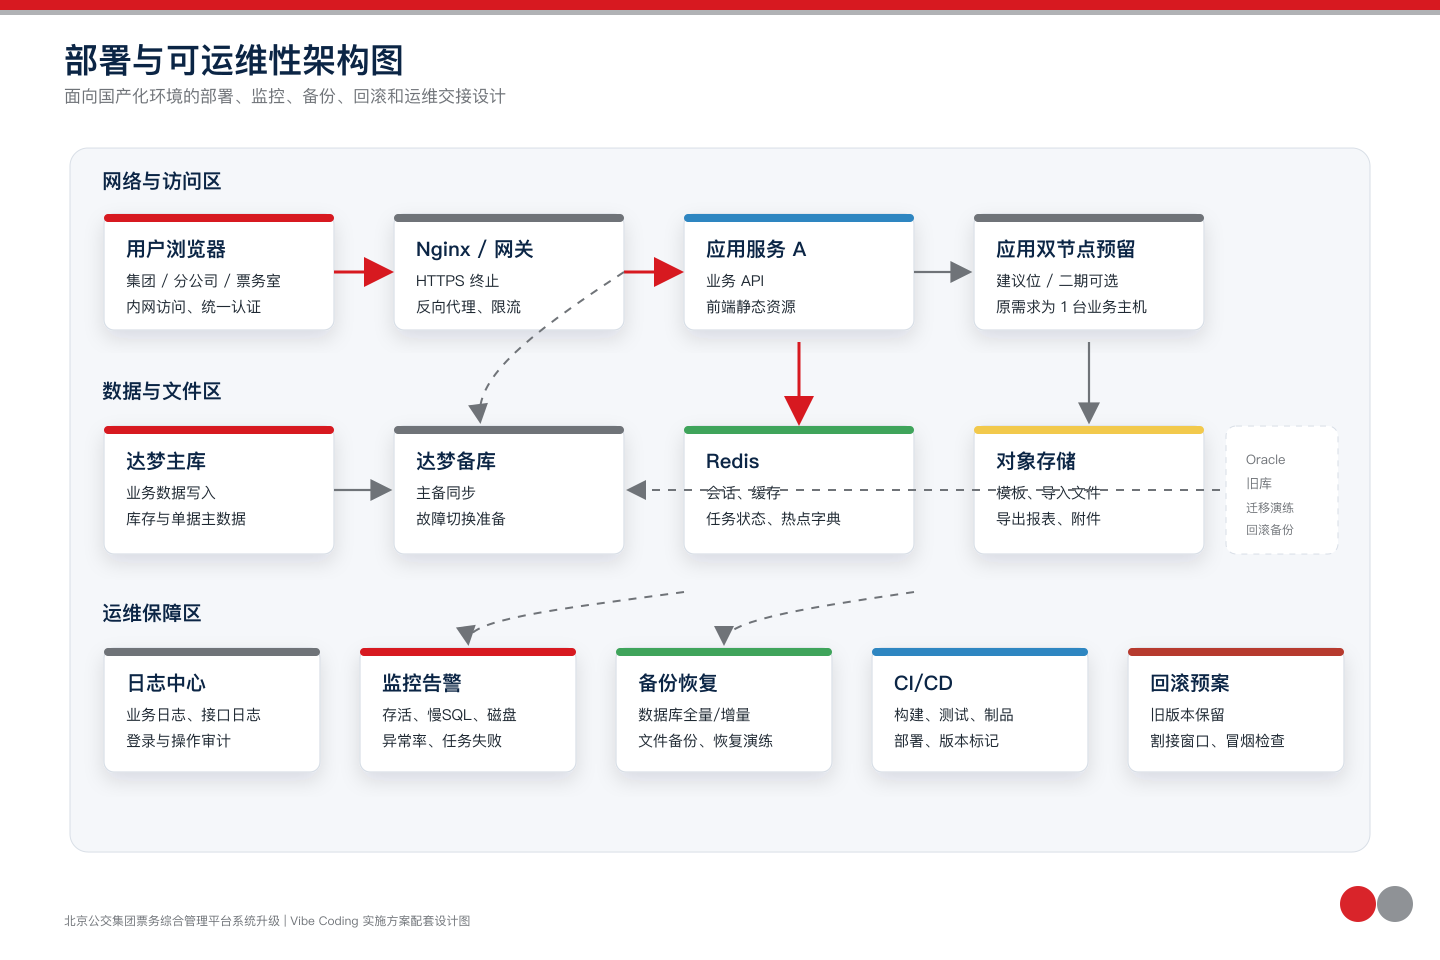 部署与可运维性架构图
面向国产化环境的部署、监控、备份、回滚和运维交接设计
网络与访问区
用户浏览器
集团 / 分公司 / 票务室
内网访问、统一认证
Nginx / 网关
HTTPS 终止
反向代理、限流
应用服务 A
业务 API
前端静态资源
应用双节点预留
建议位 / 二期可选
原需求为 1 台业务主机
数据与文件区
达梦主库
业务数据写入
库存与单据主数据
达梦备库
主备同步
故障切换准备
Redis
会话、缓存
任务状态、热点字典
对象存储
模板、导入文件
导出报表、附件
Oracle
旧库
迁移演练
回滚备份
运维保障区
日志中心
业务日志、接口日志
登录与操作审计
监控告警
存活、慢SQL、磁盘
异常率、任务失败
备份恢复
数据库全量/增量
文件备份、恢复演练
CI/CD
构建、测试、制品
部署、版本标记
回滚预案
旧版本保留
割接窗口、冒烟检查
北京公交集团票务综合管理平台系统升级 | Vibe Coding 实施方案配套设计图